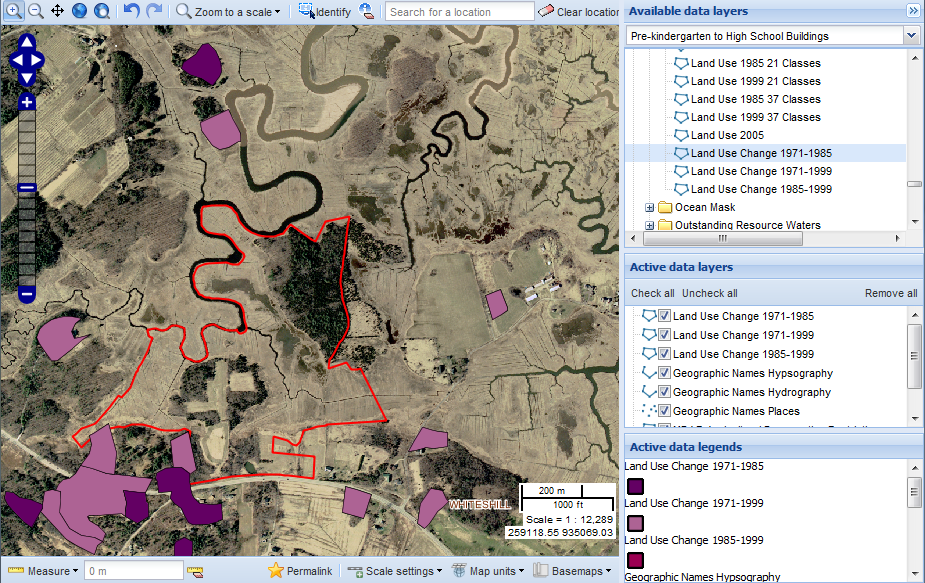 Zoom to a scale
Identify
Search for a location
Clear location
Available data layers
Pre-kindergarten to High School Buildings
Land Use 1985 21 Classes
Land Use 1999 21 Classes
Land Use 1985 37 Classes
Land Use 1999 37 Classes
Land Use 2005
Land Use Change 1971-1985
Land Use Change 1971-1999
Land Use Change 1985-1999
Ocean Mask
Outstanding Resource Waters
Active data layers
Check all Uncheck all Remove all
Land Use Change 1971-1985
Land Use Change 1971-1999
Land Use Change 1985-1999
Geographic Names Hypsography
Geographic Names Hydrography
Geographic Names Places
Active data legends
Land Use Change 1971-1985
Land Use Change 1971-1999
Land Use Change 1985-1999
Geographic Names Hypsography
WHITESHILL
200 m
1000 ft
Scale = 1 : 12,289
259118.55 935069.03
Measure
0 m
Permalink
Scale settings
Map units
Basemaps